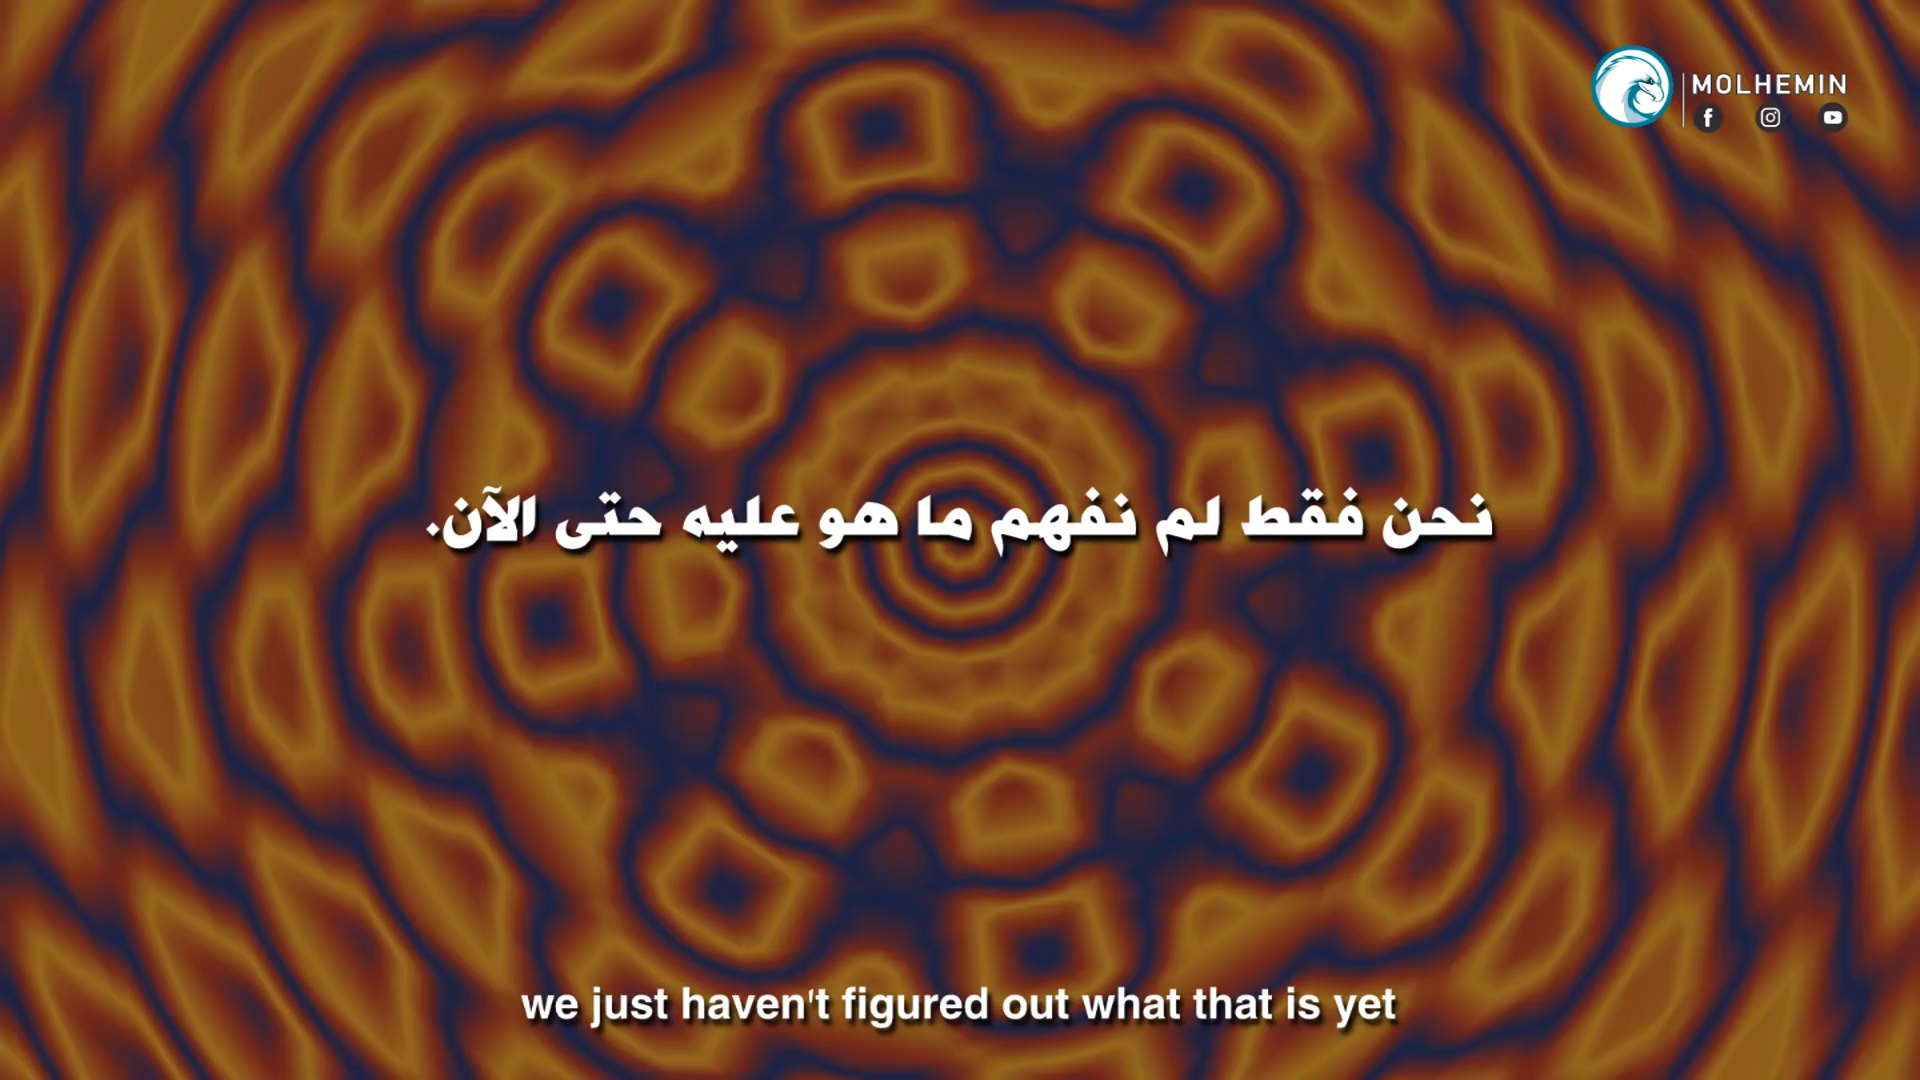 MOLHEMIN
نحن فقط لم نفهم ما هو عليه حتى الآن.
we just haven't figured out what that is yet